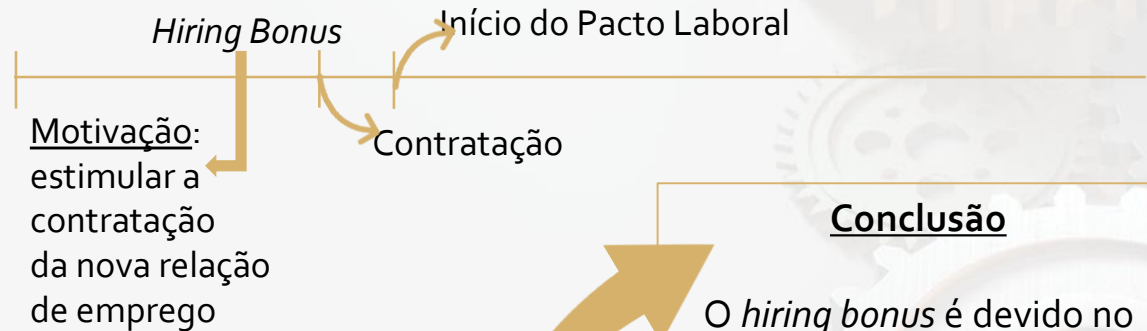 Hiring Bonus
Início do Pacto Laboral
Contratação
Motivação:
estimular a
contratação
da nova relação
de emprego
Conclusão
O hiring bonus é devido no